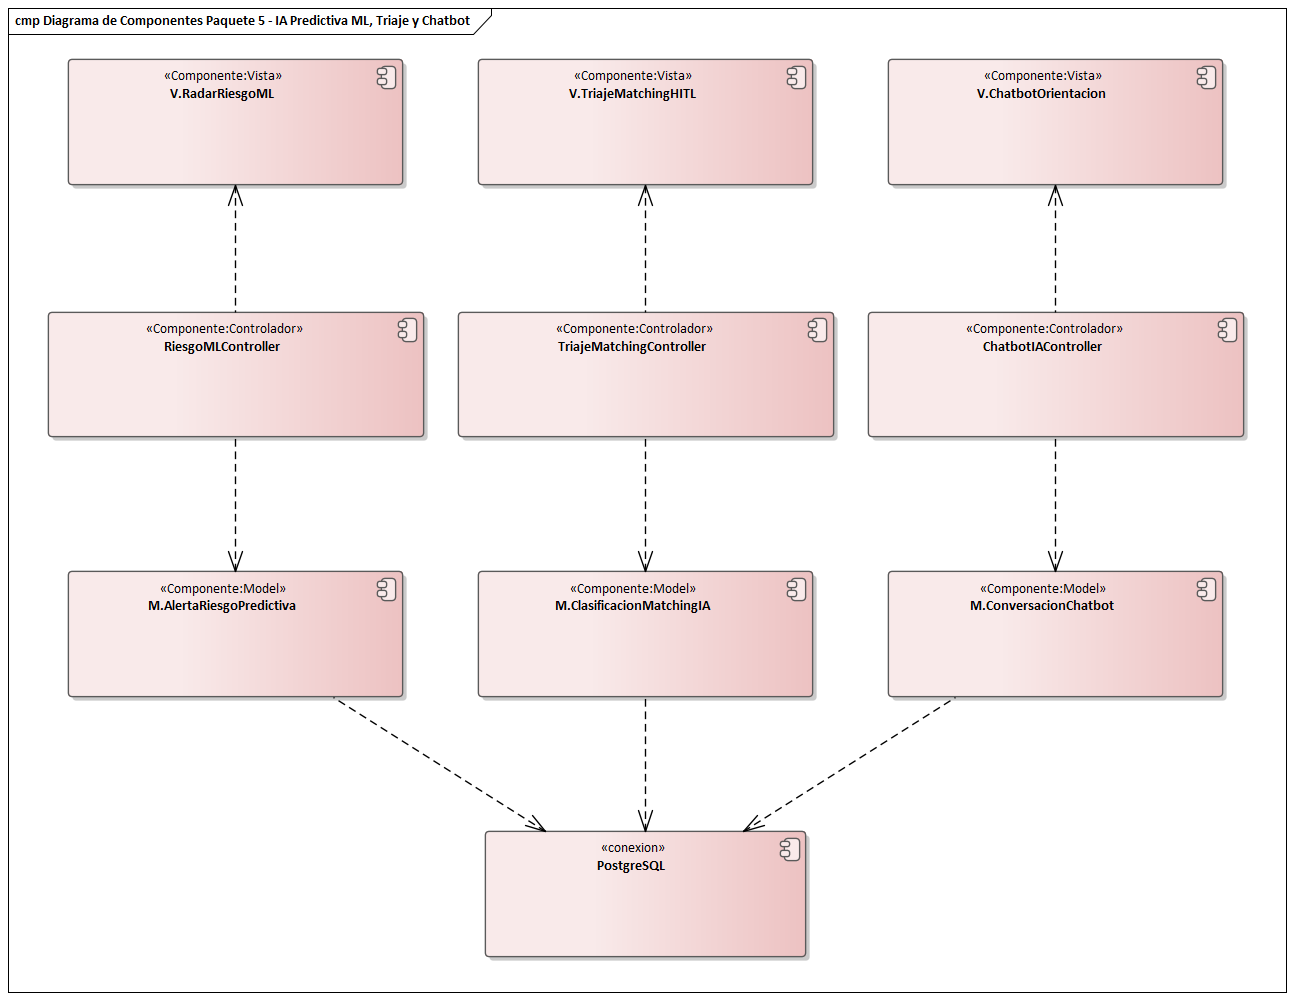 cmp Diagrama de Componentes Paquete 5 - IA Predictiva ML, Triaje y Chatbot
«Componente:Vista»
V.RadarRiesgoML
«Componente:Vista»
V.TriajeMatchingHITL
«Componente:Vista»
V.ChatbotOrientacion
«Componente:Controlador»
RiesgoMLController
«Componente:Controlador»
TriajeMatchingController
«Componente:Controlador»
ChatbotIAController
«Componente:Model»
M.AlertaRiesgoPredictiva
«Componente:Model»
M.ClasificacionMatchingIA
«Componente:Model»
M.ConversacionChatbot
«conexion»
PostgreSQL